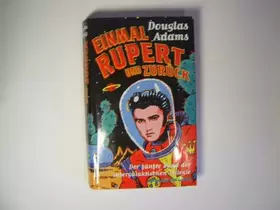 Douglas
Adams
EINMAL
RUPERT
UND ZURÜCK
Der fünfte Band der
intergalaktischen Trilogie